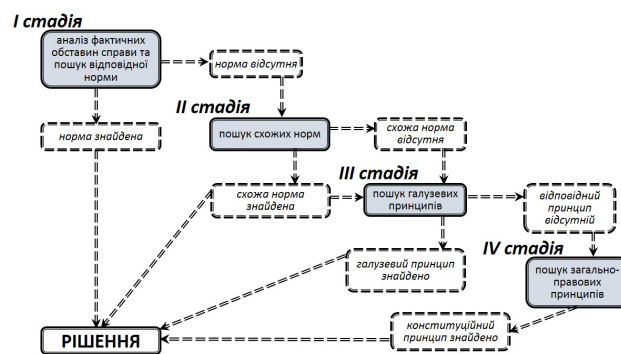 І стадія
аналіз фактичних
обставин справи та
пошук відповідної
норми
норма відсутня
норма знайдена
ІІ стадія
пошук схожих норм
схожа норма
відсутня
ІІІ стадія
схожа норма
знайдена
пошук галузевих
принципів
відповідний
принцип
відсутній
галузевий принцип
знайдено
IV стадія
пошук загально-
правових
принципів
конституційний
принцип знайдено
РІШЕННЯ